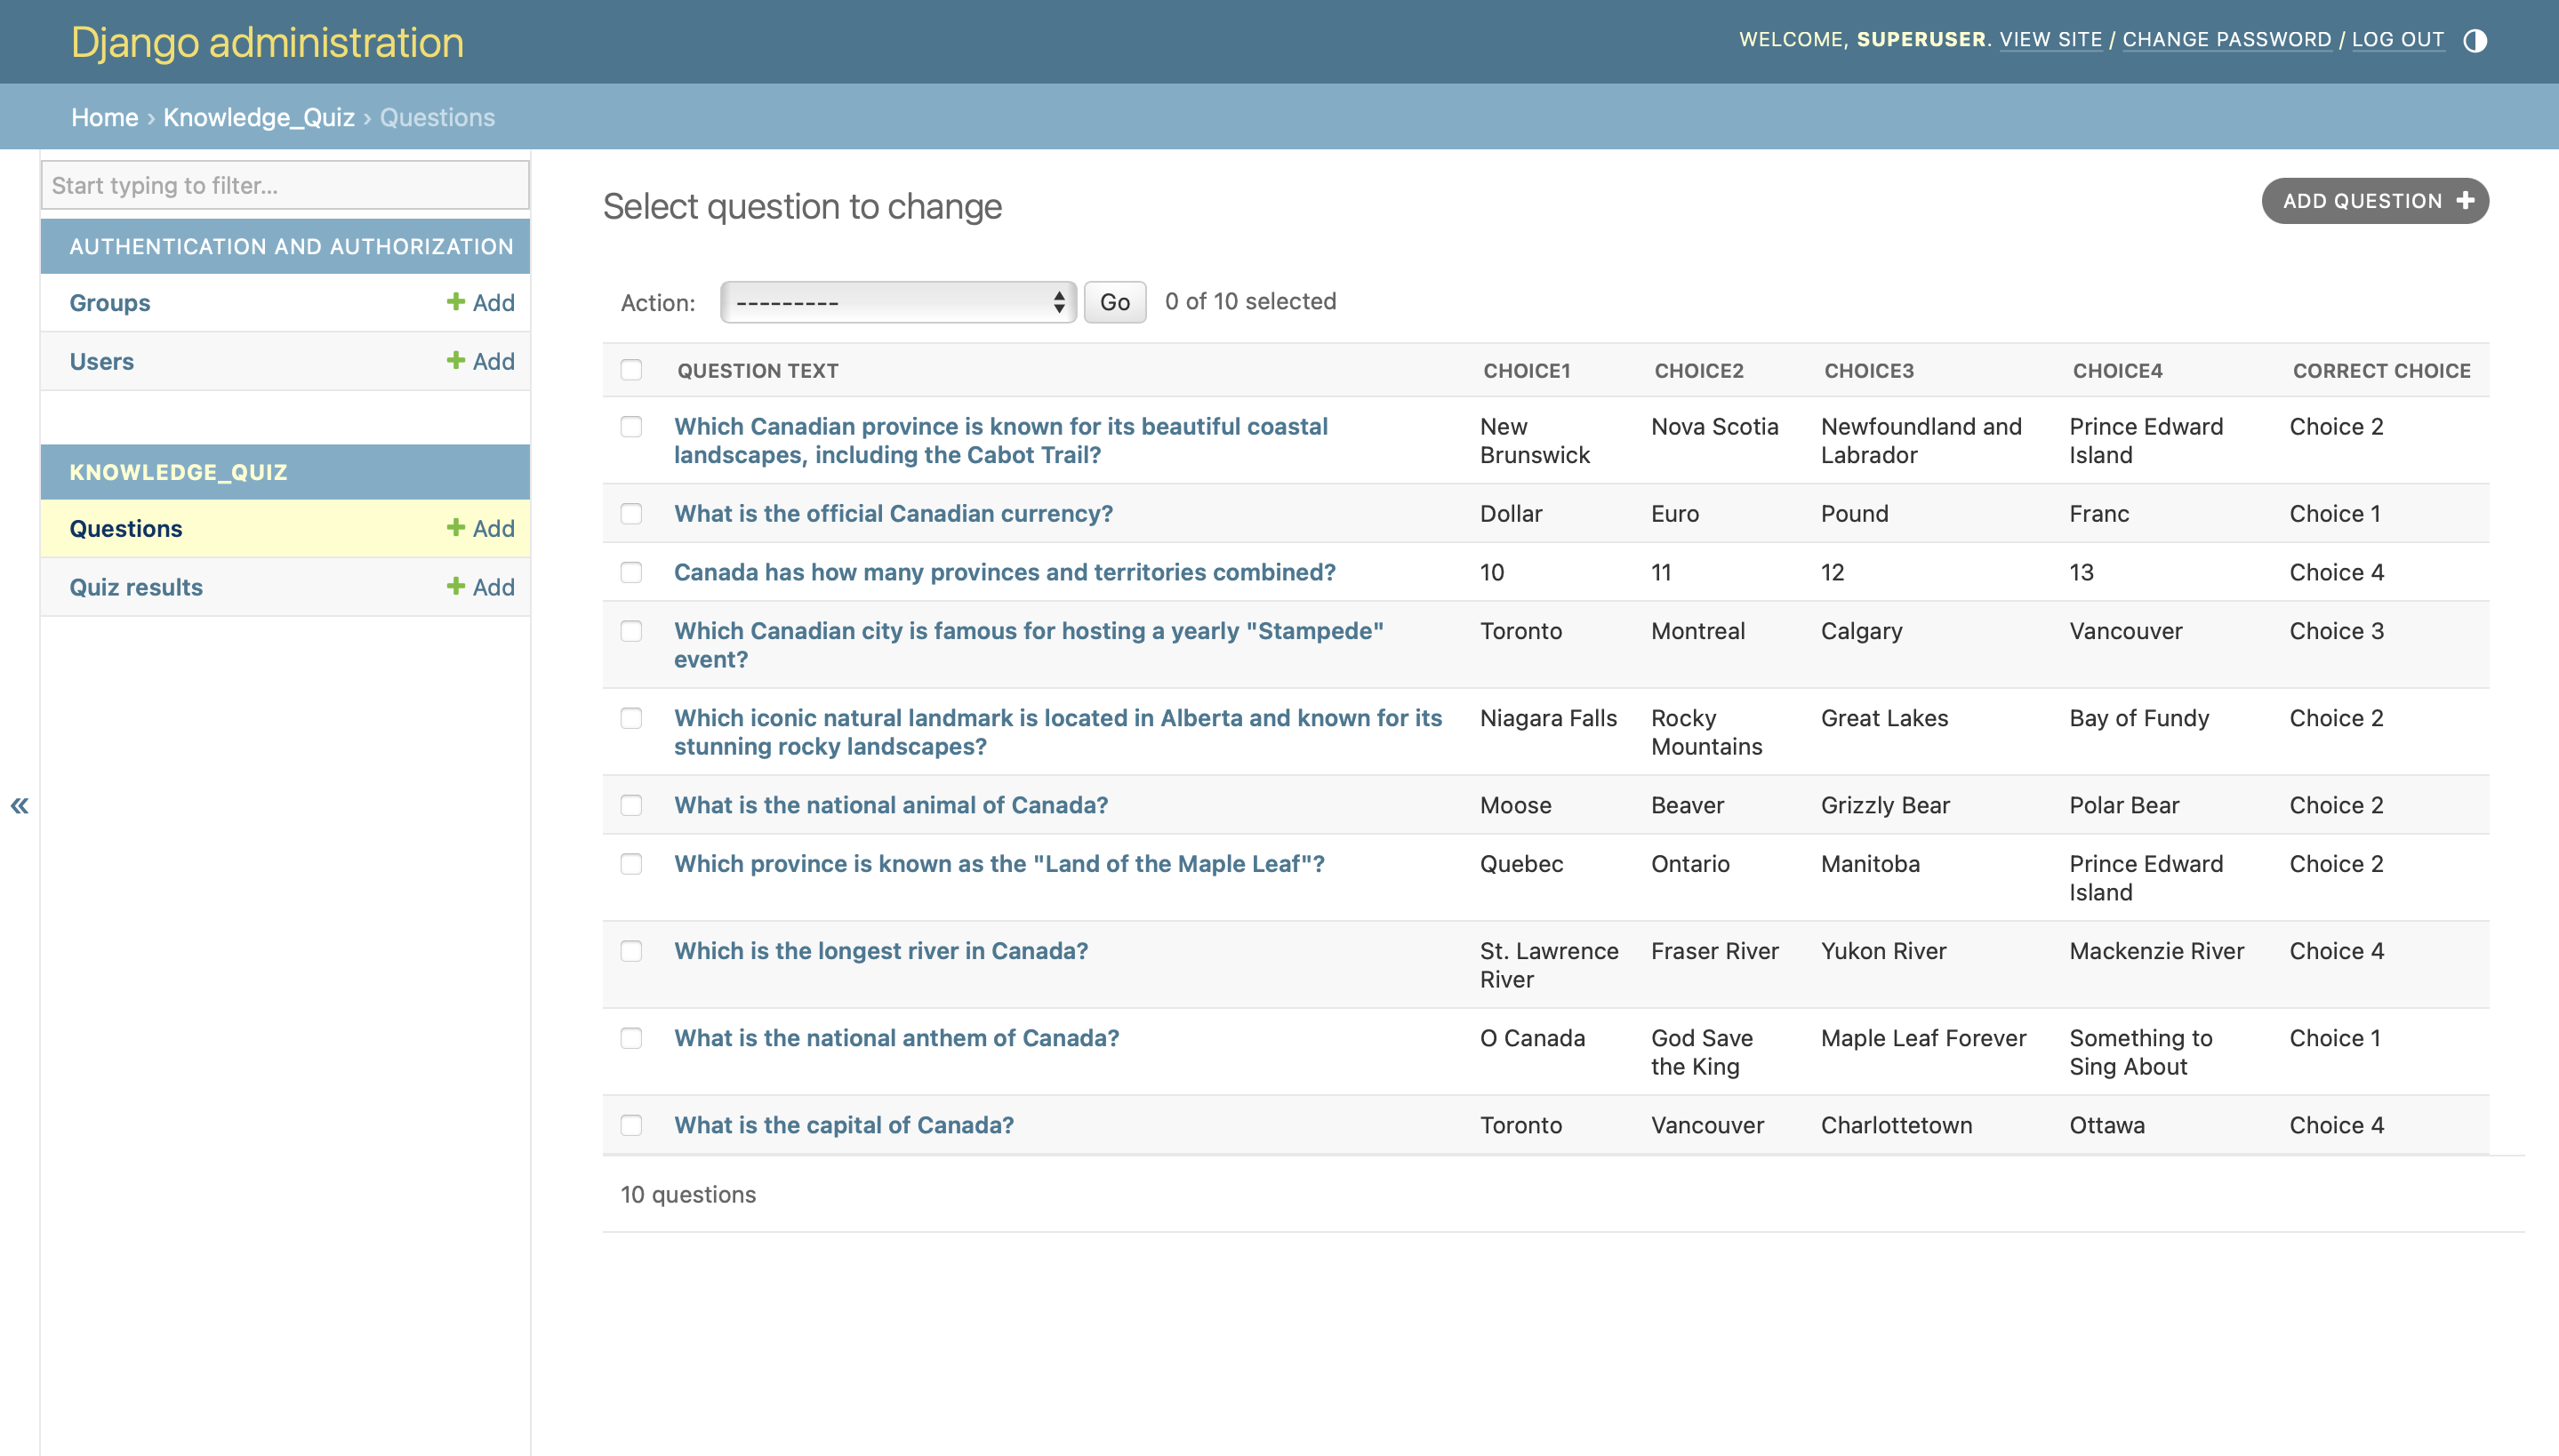 Django administration
WELCOME, SUPERUSER. VIEW SITE / CHANGE PASSWORD / LOG OUT
Home › Knowledge_Quiz › Questions
Start typing to filter...
AUTHENTICATION AND AUTHORIZATION
Groups Add
Users Add
KNOWLEDGE_QUIZ
Questions Add
Quiz results Add
«
Select question to change
ADD QUESTION
Action: --------- Go 0 of 10 selected
QUESTION TEXT CHOICE1 CHOICE2 CHOICE3 CHOICE4 CORRECT CHOICE
Which Canadian province is known for its beautiful coastal New Nova Scotia Newfoundland and Prince Edward Choice 2
landscapes, including the Cabot Trail? Brunswick Labrador Island
What is the official Canadian currency? Dollar Euro Pound Franc Choice 1
Canada has how many provinces and territories combined? 10 11 12 13 Choice 4
Which Canadian city is famous for hosting a yearly "Stampede" Toronto Montreal Calgary Vancouver Choice 3
event?
Which iconic natural landmark is located in Alberta and known for its Niagara Falls Rocky Great Lakes Bay of Fundy Choice 2
stunning rocky landscapes? Mountains
What is the national animal of Canada? Moose Beaver Grizzly Bear Polar Bear Choice 2
Which province is known as the "Land of the Maple Leaf"? Quebec Ontario Manitoba Prince Edward Choice 2
Island
Which is the longest river in Canada? St. Lawrence Fraser River Yukon River Mackenzie River Choice 4
River
What is the national anthem of Canada? O Canada God Save Maple Leaf Forever Something to Choice 1
the King Sing About
What is the capital of Canada? Toronto Vancouver Charlottetown Ottawa Choice 4
10 questions